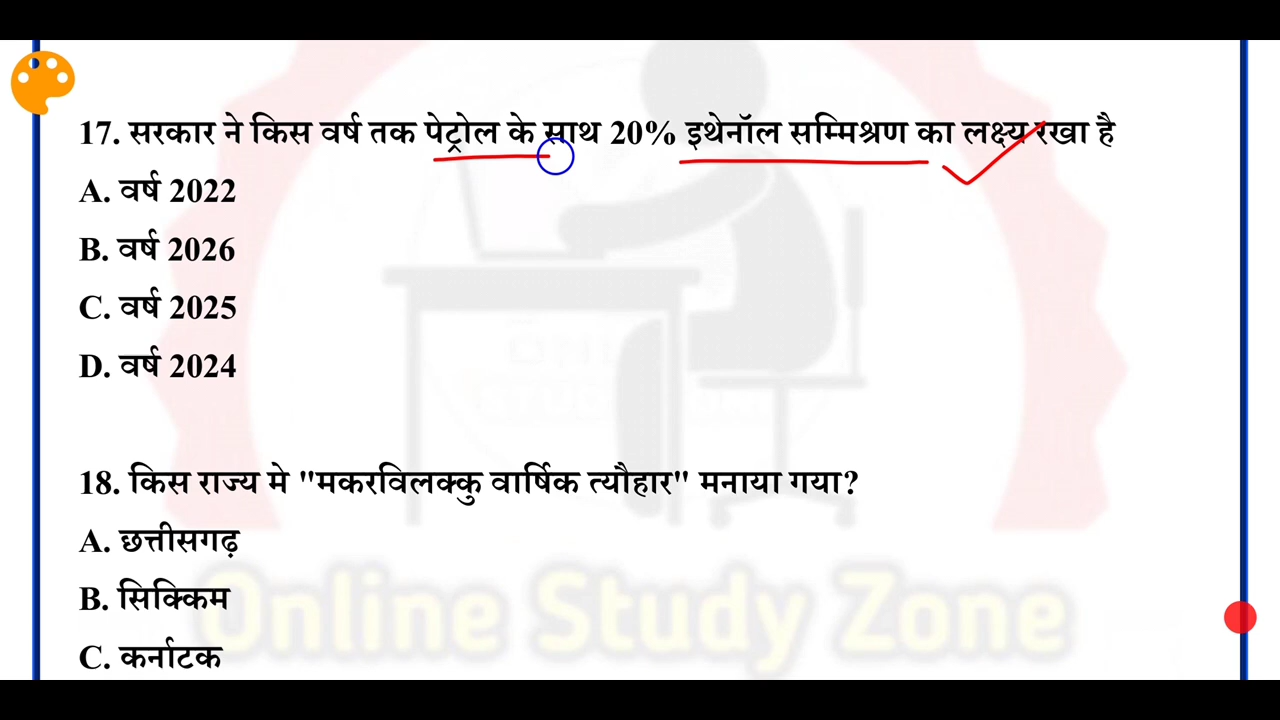 17. सरकार ने किस वर्ष तक पेट्रोल के साथ 20% इथेनॉल सम्मिश्रण का लक्ष्य रखा है
A. वर्ष 2022
B. वर्ष 2026
C. वर्ष 2025
D. वर्ष 2024
18. किस राज्य मे "मकरविलक्कु वार्षिक त्यौहार" मनाया गया?
A. छत्तीसगढ़
B. सिक्किम
C. कर्नाटक
Online Study Zone